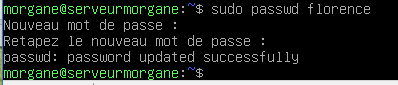 morgane@serveurmorgane:~$ sudo passwd florence
Nouveau mot de passe :
Retapez le nouveau mot de passe :
passwd: password updated successfully
morgane@serveurmorgane:~$